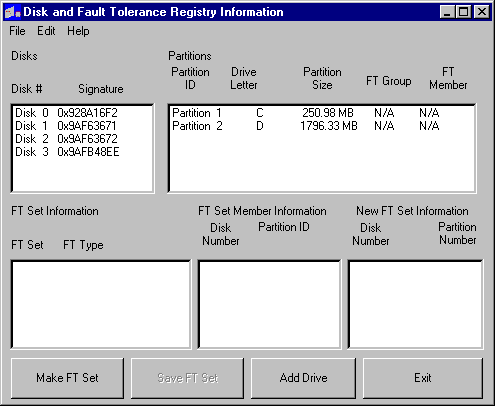 Disk and Fault Tolerance Registry Information
File Edit Help
Disks
Disk # Signature
Disk 0 0x928A16F2
Disk 1 0x9AF63671
Disk 2 0x9AF63672
Disk 3 0x9AFB48EE
Partitions
Partition ID Drive Letter Partition Size FT Group FT Member
Partition 1 C 250.98 MB N/A N/A
Partition 2 D 1796.33 MB N/A N/A
FT Set Information
FT Set FT Type
FT Set Member Information
Disk Number Partition ID
New FT Set Information
Disk Number Partition Number
Make FT Set Save FT Set Add Drive Exit